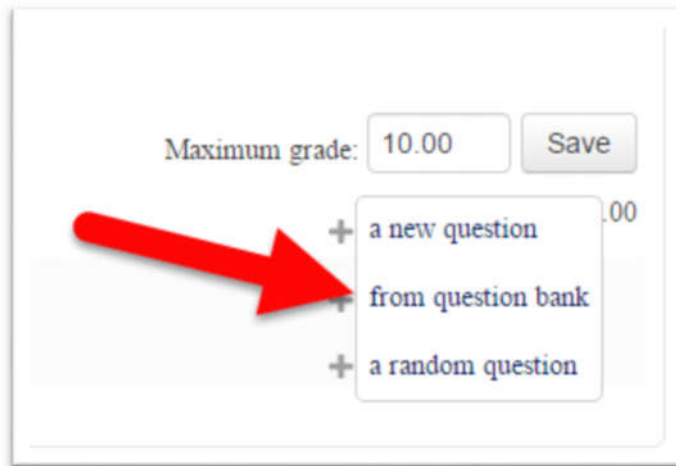 Maximum grade: 10.00 Save
.00
+ a new question
+ from question bank
+ a random question